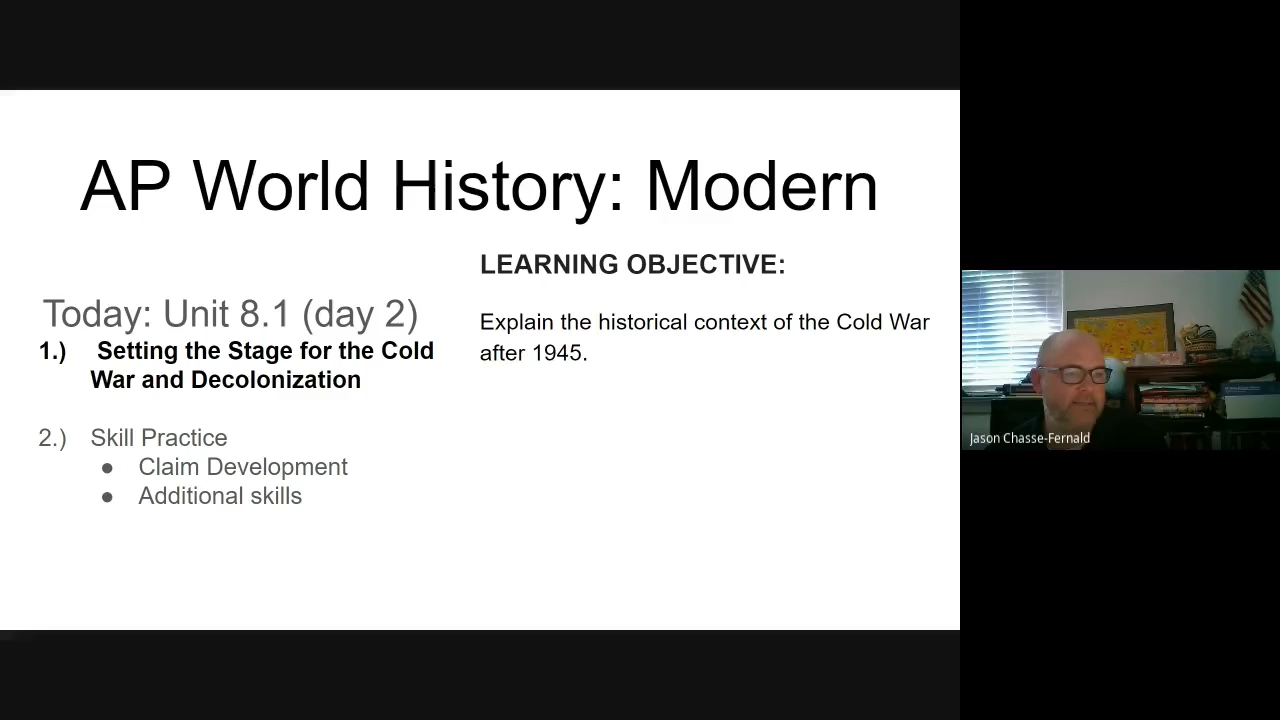 AP World History: Modern
Today: Unit 8.1 (day 2)
1.) Setting the Stage for the Cold
War and Decolonization
2.) Skill Practice
● Claim Development
● Additional skills
LEARNING OBJECTIVE:
Explain the historical context of the Cold War
after 1945.
Jason Chasse-Fernald